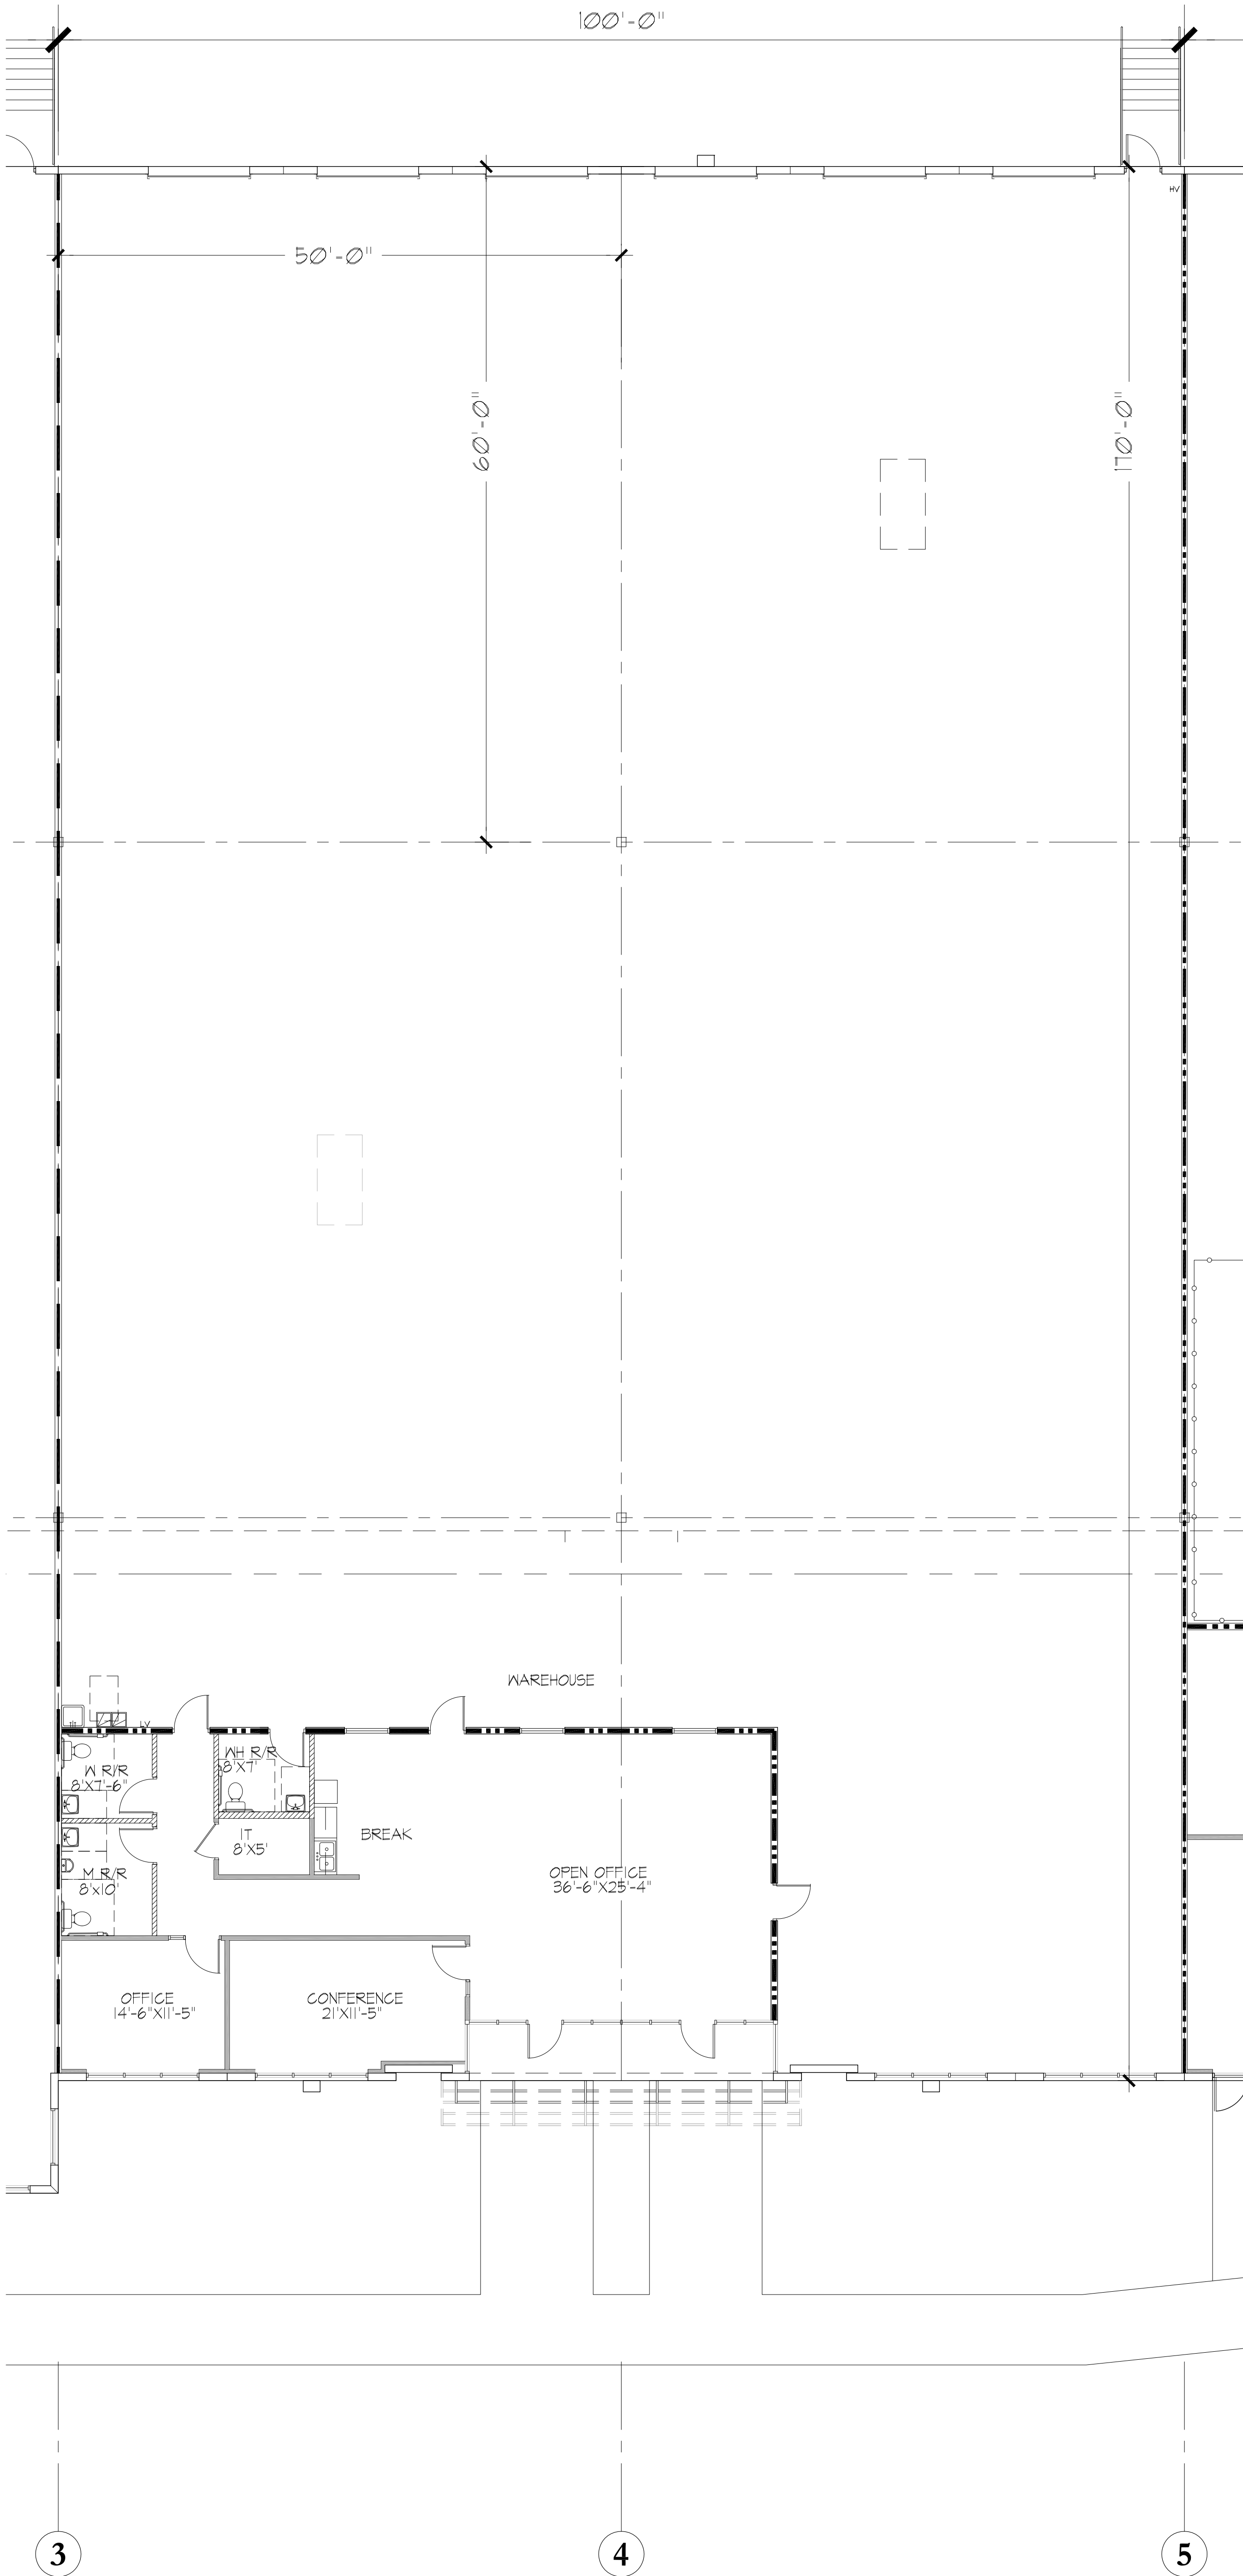 100'-0"
HV
50'-0"
60'-0"
170'-0"
WAREHOUSE
LV
WH R/R
8'X7'
W R/R
8'X7'-6"
IT
8'X5'
BREAK
M R/R
8'x10'
OPEN OFFICE
36'-6"X25'-4"
OFFICE
14'-6"X11'-5"
CONFERENCE
21'X11'-5"
3
4
5